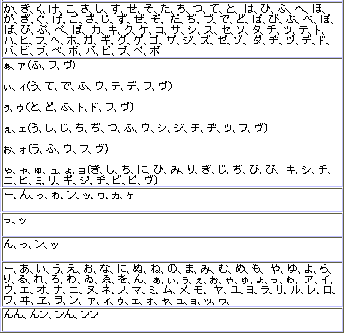 か、き、く、け、こ、さ、し、す、せ、そ、た、ち、つ、て、と、は、ひ、ふ、へ、ほ、
が、ぎ、ぐ、げ、ご、ざ、じ、ず、ぜ、ぞ、だ、ぢ、づ、で、ど、ば、び、ぶ、べ、ぼ、
ぱ、ぴ、ぷ、ぺ、ぽ、カ、キ、ク、ケ、コ、サ、シ、ス、セ、ソ、タ、チ、ツ、テ、ト、
ハ、ヒ、フ、ヘ、ホ、ガ、ギ、グ、ゲ、ゴ、ザ、ジ、ズ、ゼ、ゾ、ダ、ヂ、ヅ、デ、ド、
バ、ビ、ブ、ベ、ボ、パ、ピ、プ、ペ、ポ
ぁ、ァ(ふ、フ、ヴ)
ぃ、ィ(う、て、で、ふ、ウ、テ、デ、フ、ヴ)
ぅ、ゥ(と、ど、ふ、ト、ド、フ、ヴ)
ぇ、ェ(う、し、じ、ち、ぢ、つ、ふ、ウ、シ、ジ、チ、ヂ、ツ、フ、ヴ)
ぉ、ォ(う、ふ、ウ、フ、ヴ)
ゃ、ャ、ゅ、ュ、ょ、ョ(き、し、ち、に、ひ、み、り、ぎ、じ、ぢ、び、ぴ、キ、シ、チ、
ニ、ヒ、ミ、リ、ギ、ジ、ヂ、ビ、ピ、ヴ)
ー、ん、っ、ゎ、ン、ッ、ヮ、ヵ、ヶ
っ、ッ
ん、っ、ン、ッ
ー、あ、い、う、え、お、な、に、ぬ、ね、の、ま、み、む、め、も、や、ゆ、よ、ら、
り、る、れ、ろ、わ、ゐ、ゑ、を、ん、ぁ、ぃ、ぅ、ぇ、ぉ、ゃ、ゅ、ょ、っ、ゎ、ア、イ、
ウ、エ、オ、ナ、ニ、ヌ、ネ、ノ、マ、ミ、ム、メ、モ、ヤ、ユ、ヨ、ラ、リ、ル、レ、ロ、
ワ、ヰ、ヱ、ヲ、ン、ァ、ィ、ゥ、ェ、ォ、ャ、ュ、ョ、ッ、ヮ、
んん、んン、ンん、ンン